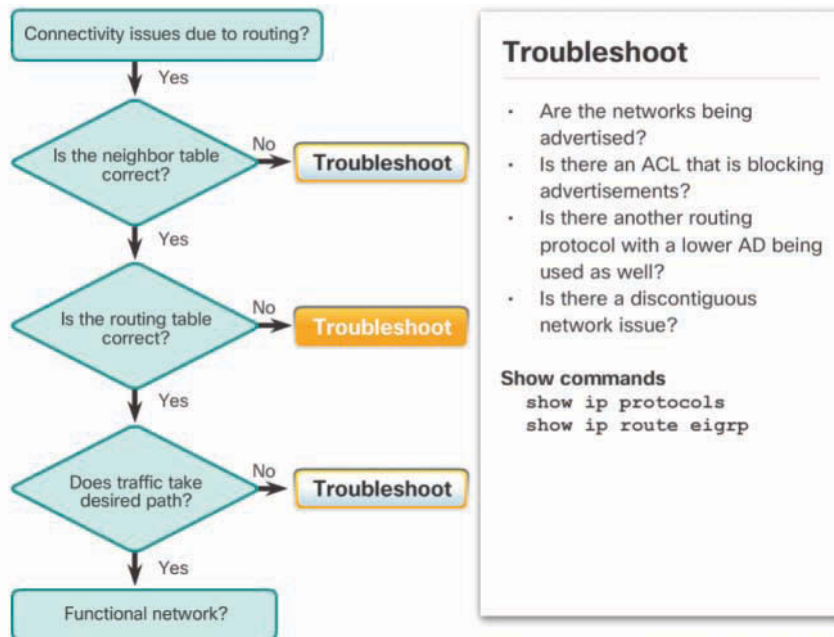 Connectivity issues due to routing?
Yes
Is the neighbor table
correct?
No
Troubleshoot
Yes
Is the routing table
correct?
No
Troubleshoot
Yes
Does traffic take
desired path?
No
Troubleshoot
Yes
Functional network?
Troubleshoot
• Are the networks being
advertised?
• Is there an ACL that is blocking
advertisements?
• Is there another routing
protocol with a lower AD being
used as well?
• Is there a discontiguous
network issue?
Show commands
show ip protocols
show ip route eigrp